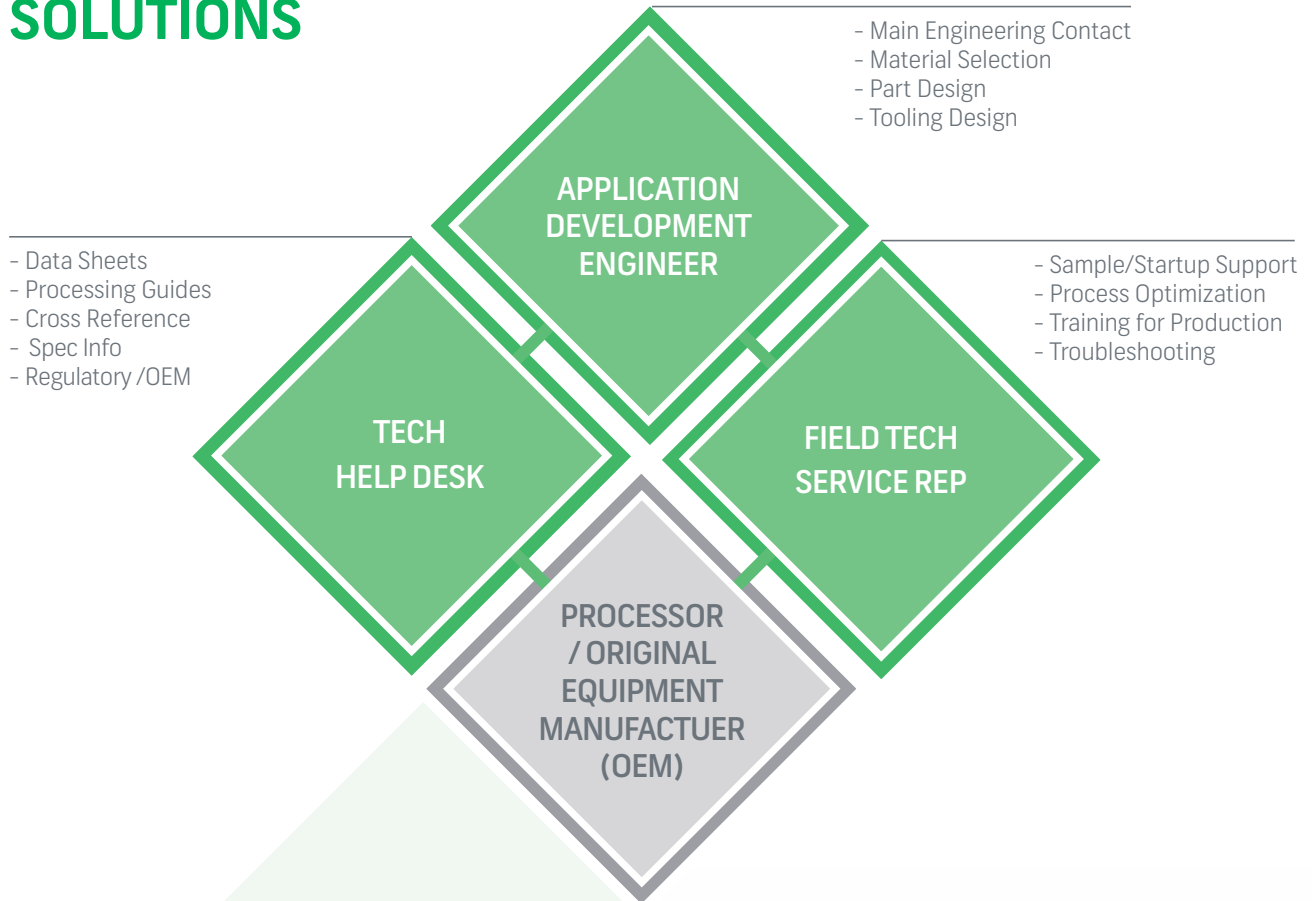 SOLUTIONS
- Main Engineering Contact
- Material Selection
- Part Design
- Tooling Design
APPLICATION
DEVELOPMENT
ENGINEER
- Data Sheets
- Processing Guides
- Cross Reference
- Spec Info
- Regulatory /OEM
- Sample/Startup Support
- Process Optimization
- Training for Production
- Troubleshooting
TECH
HELP DESK
FIELD TECH
SERVICE REP
PROCESSOR
/ ORIGINAL
EQUIPMENT
MANUFACTUER
(OEM)